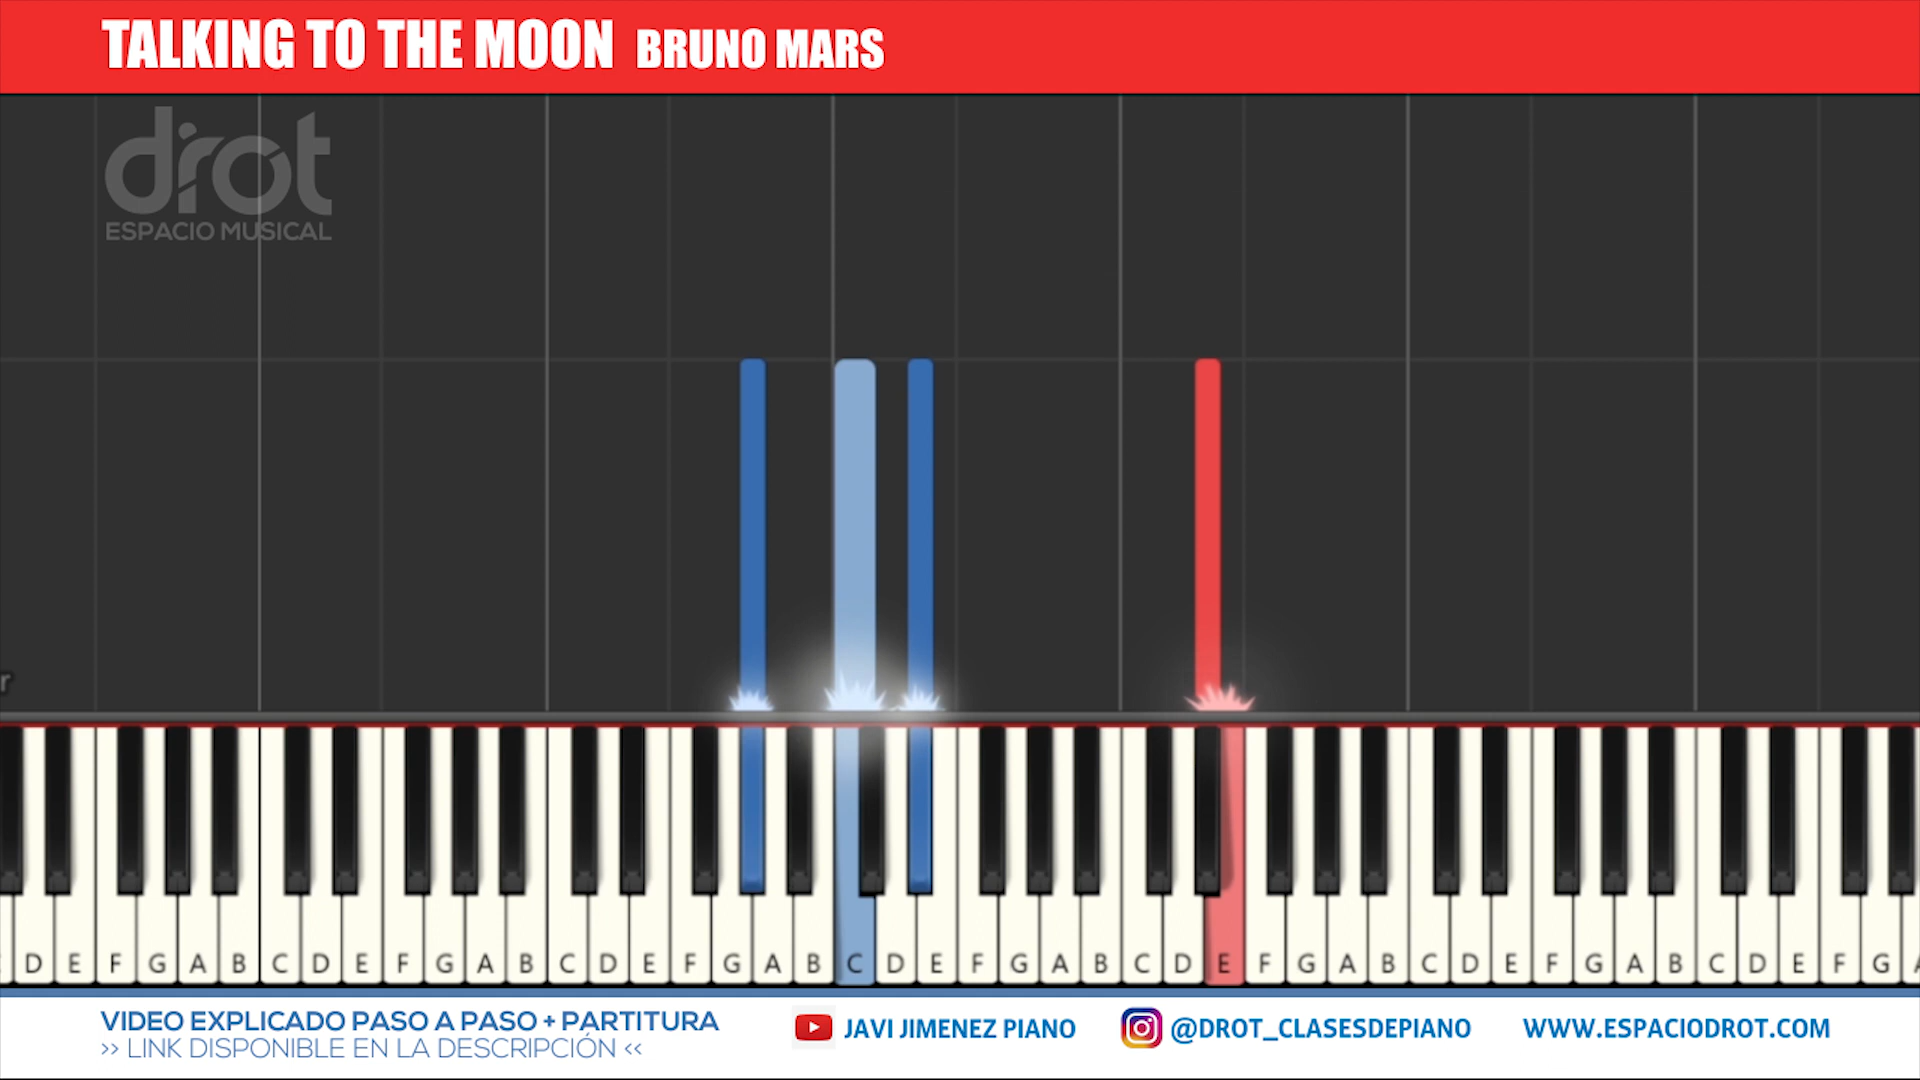 TALKING TO THE MOON BRUNO MARS
drot
ESPACIO MUSICAL
r
D E F G A B C D E F G A B C D E F G A B C D E F G A B C D E F G A B C D E F G A B C D E F G
VIDEO EXPLICADO PASO A PASO + PARTITURA
>> LINK DISPONIBLE EN LA DESCRIPCIÓN <<
JAVI JIMENEZ PIANO
@DROT_CLASESDEPIANO
WWW.ESPACIODROT.COM